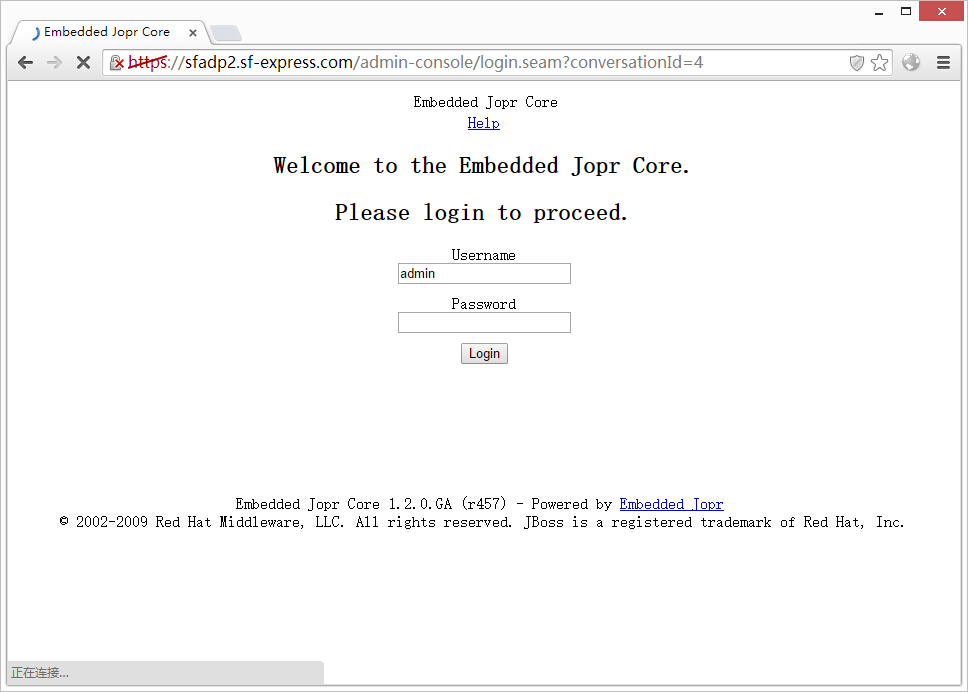 Embedded Jopr Core
https://sfadp2.sf-express.com/admin-console/login.seam?conversationId=4
Embedded Jopr Core
Help
Welcome to the Embedded Jopr Core.
Please login to proceed.
Username
admin
Password
Login
Embedded Jopr Core 1.2.0.GA (r457) - Powered by Embedded Jopr
© 2002-2009 Red Hat Middleware, LLC. All rights reserved. JBoss is a registered trademark of Red Hat, Inc.
正在连接...